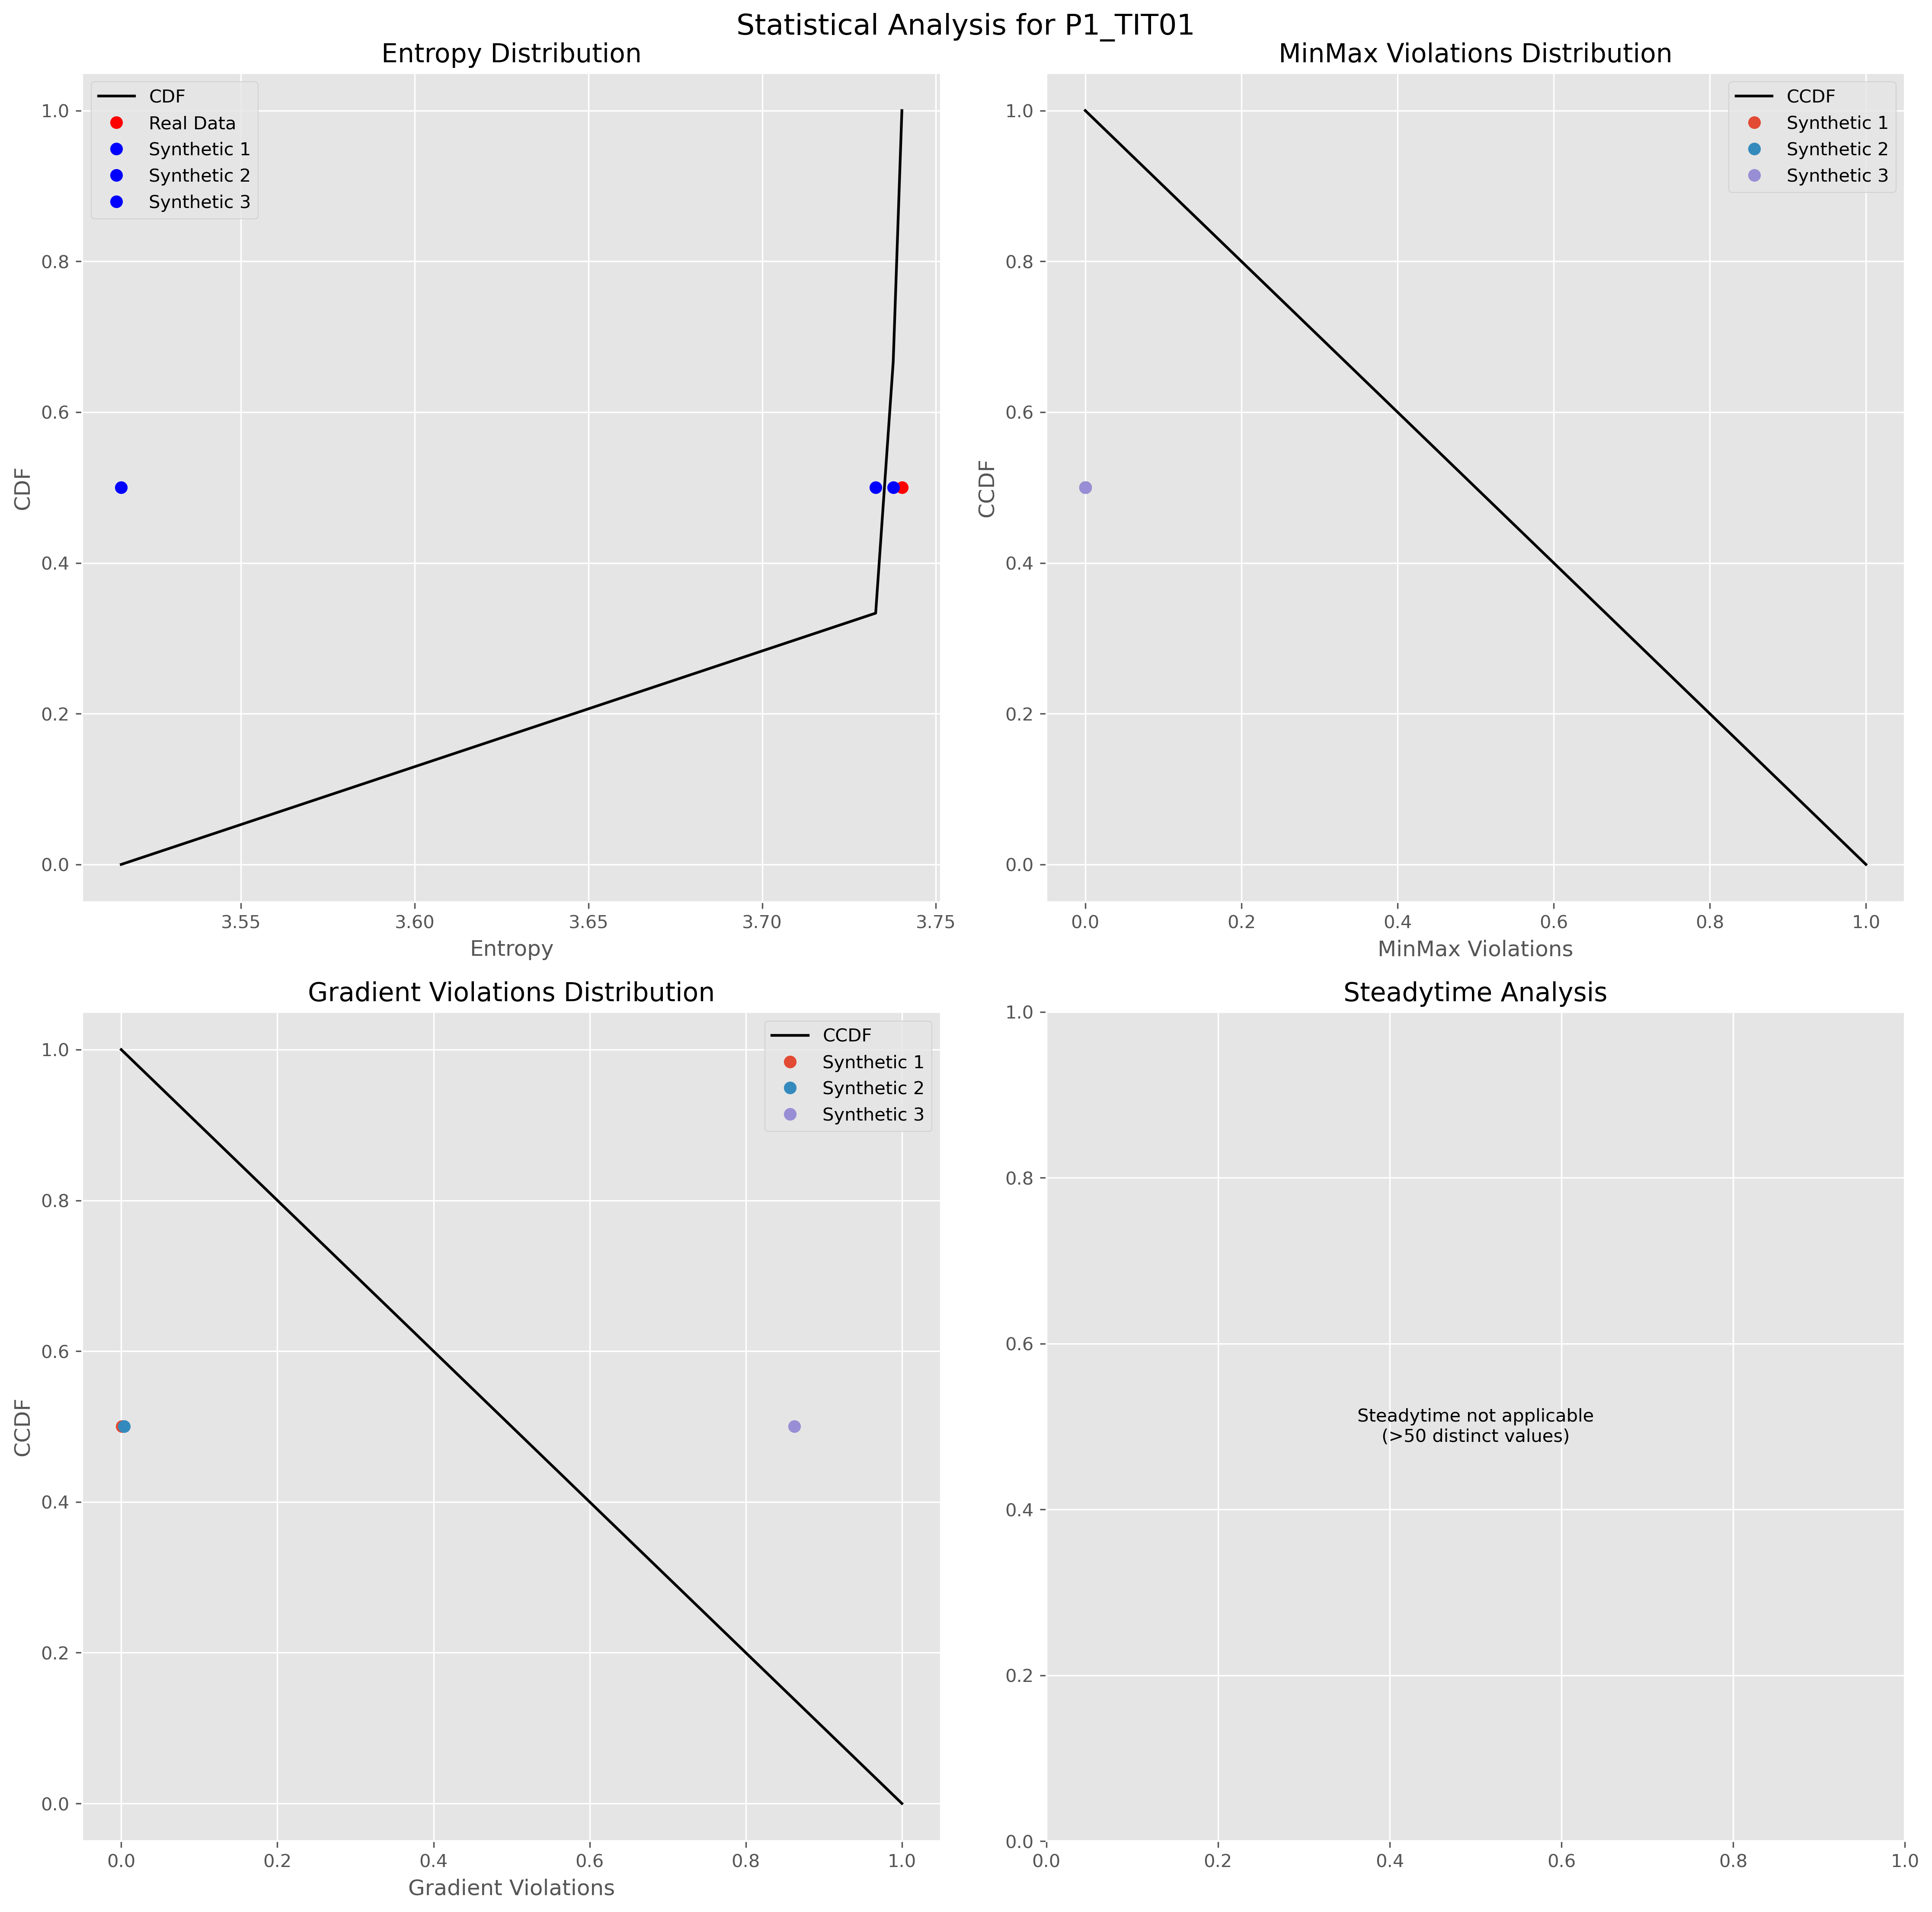 Statistical Analysis for P1_TIT01
Entropy Distribution
CDF
Real Data
Synthetic 1
Synthetic 2
Synthetic 3
1.0
0.8
0.6
0.4
0.2
0.0
CDF
3.55
3.60
3.65
3.70
3.75
Entropy
MinMax Violations Distribution
CCDF
Synthetic 1
Synthetic 2
Synthetic 3
1.0
0.8
0.6
0.4
0.2
0.0
CCDF
0.0
0.2
0.4
0.6
0.8
1.0
MinMax Violations
Gradient Violations Distribution
CCDF
Synthetic 1
Synthetic 2
Synthetic 3
1.0
0.8
0.6
0.4
0.2
0.0
CCDF
0.0
0.2
0.4
0.6
0.8
1.0
Gradient Violations
Steadytime Analysis
1.0
0.8
0.6
0.4
0.2
0.0
Steadytime not applicable
(>50 distinct values)
0.0
0.2
0.4
0.6
0.8
1.0